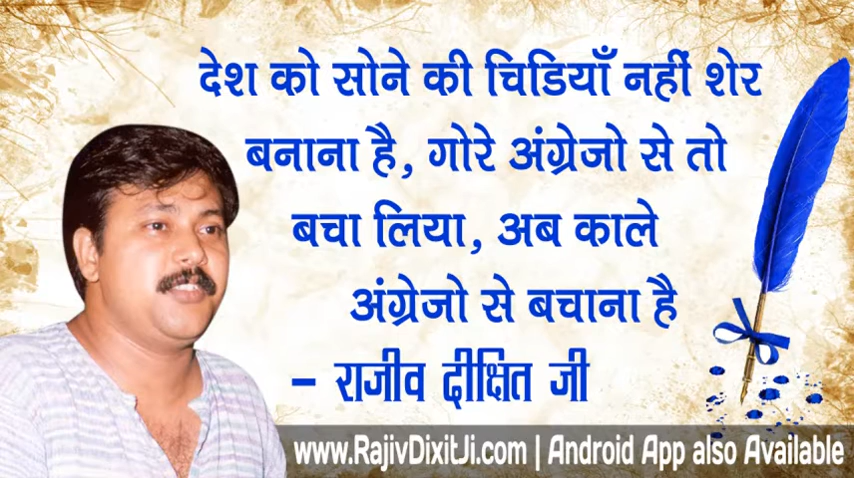 देश को सोने की चिडियाँ नहीं शेर
बनाना है, गोरे अंग्रेजो से तो
बचा लिया, अब काले
अंग्रेजो से बचाना है
- राजीव दीक्षित जी
www.RajivDixitJi.com | Android App also Available